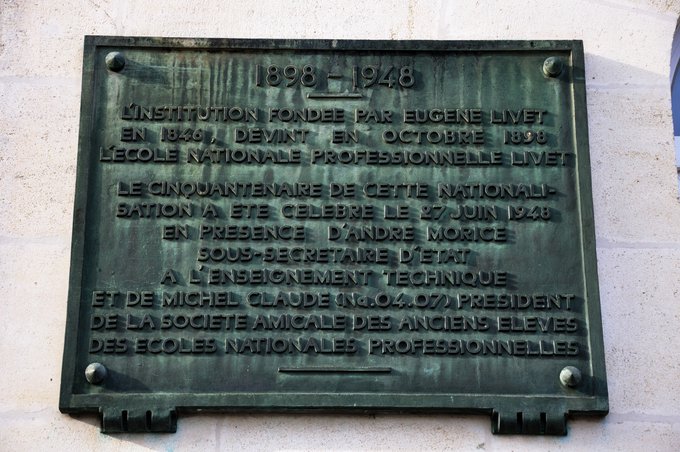 1898 - 1948
L'INSTITUTION FONDEE PAR EUGENE LIVET
EN 1846, DEVINT EN OCTOBRE 1898
L'ECOLE NATIONALE PROFESSIONNELLE LIVET
LE CINQUANTENAIRE DE CETTE NATIONALI-
SATION A ETE CELEBRE LE 27 JUIN 1948
EN PRESENCE D'ANDRE MORICE
SOUS-SECRETAIRE D'ETAT
A L'ENSEIGNEMENT TECHNIQUE
ET DE MICHEL CLAUDE (Na.04.07) PRESIDENT
DE LA SOCIETE AMICALE DES ANCIENS ELEVES
DES ECOLES NATIONALES PROFESSIONNELLES